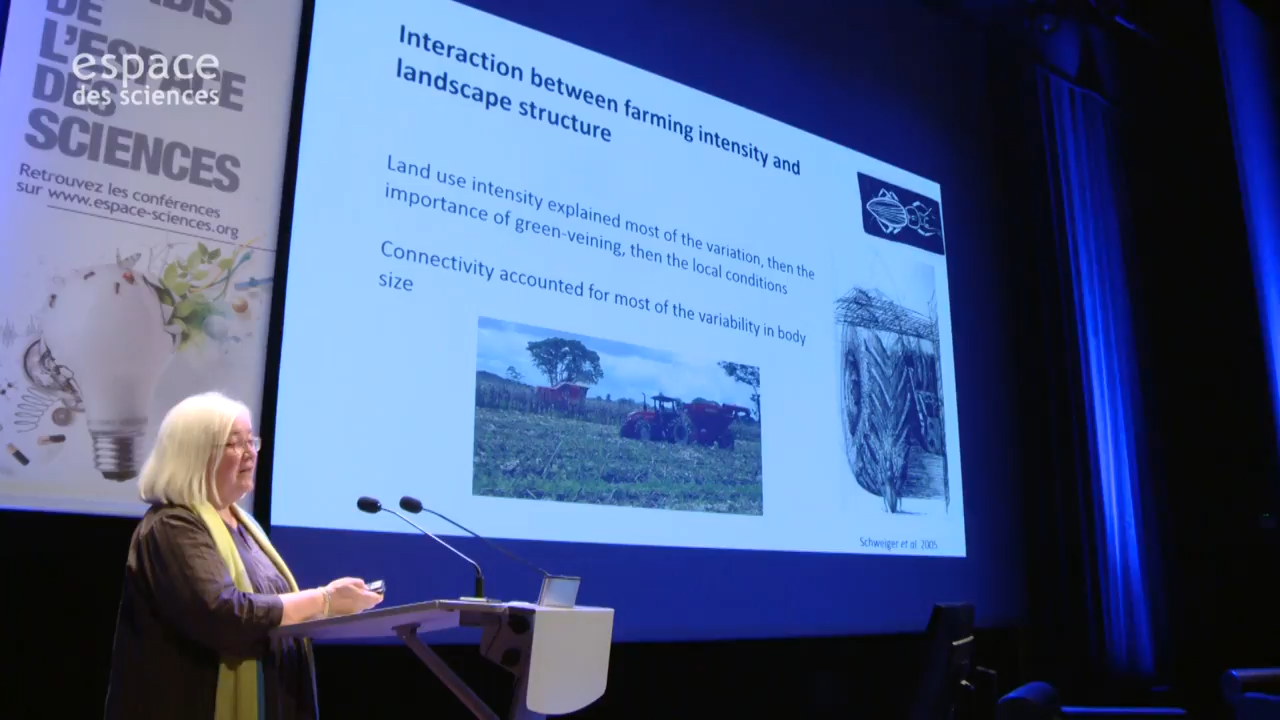 DE
L'ESPACE
DES
SCIENCES
espace
des sciences
Retrouvez les conférences
sur www.espace-sciences.org
Interaction between farming intensity and
landscape structure
Land use intensity explained most of the variation, then the
importance of green-veining, then the local conditions
Connectivity accounted for most of the variability in body
size
Schweiger et al. 2005